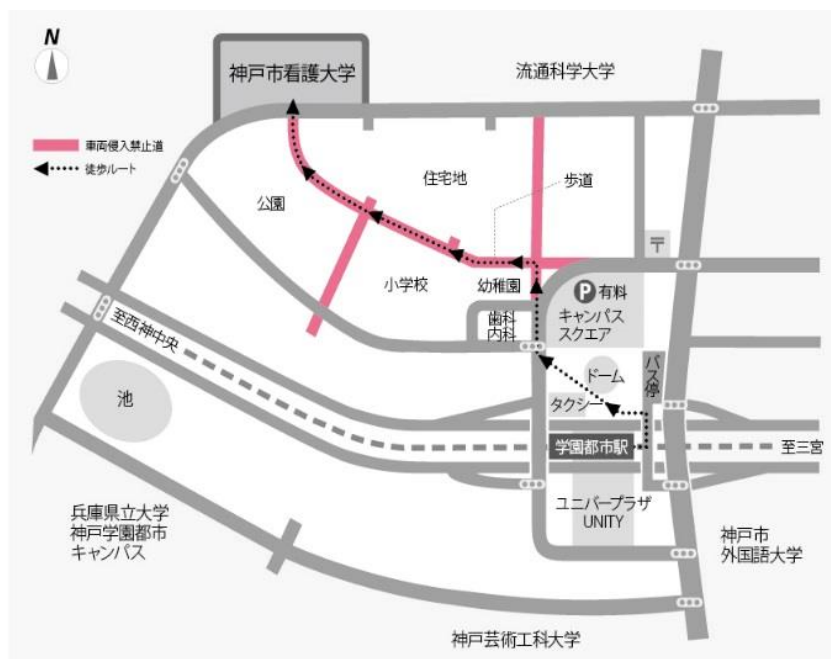 N
神戸市看護大学
流通科学大学
車両侵入禁止道
徒歩ルート
住宅地
歩道
公園
〒
小学校
幼稚園
P有料
キャンパス
スクエア
歯科
内科
至西神中央
ドーム
バス停
タクシー
池
学園都市駅
至三宮
ユニバープラザ
UNITY
兵庫県立大学
神戸学園都市
キャンパス
神戸市
外国語大学
神戸芸術工科大学